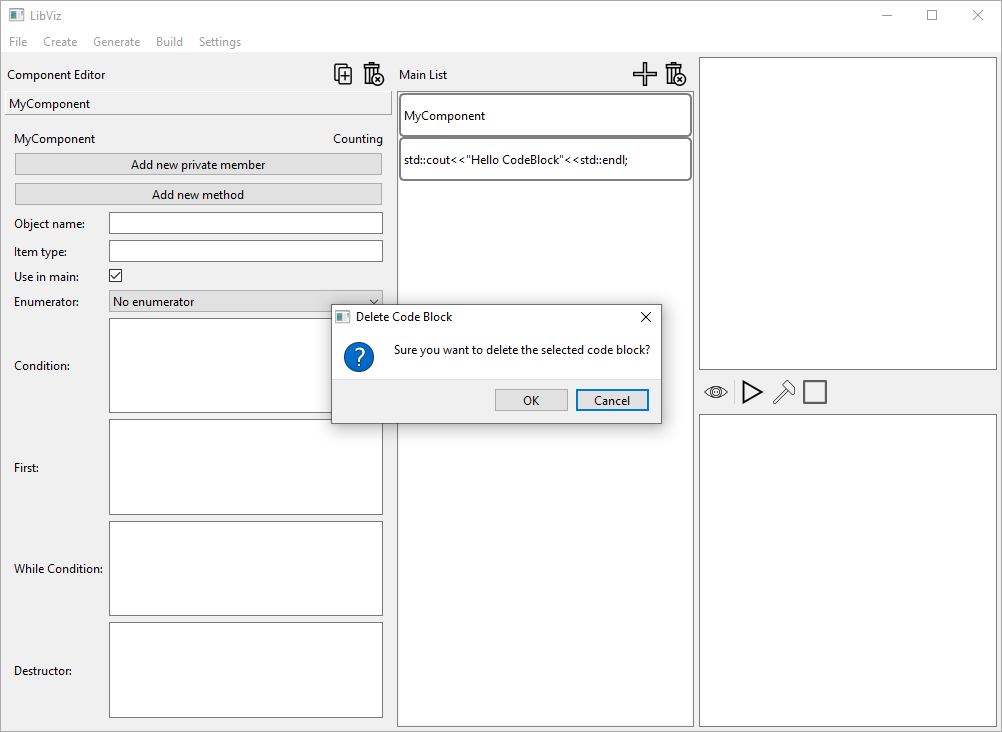 LibViz
File Create Generate Build Settings
Component Editor
MyComponent
MyComponent Counting
Add new private member
Add new method
Object name:
Item type:
Use in main:
Enumerator: No enumerator
Condition:
First:
While Condition:
Destructor:
Main List
MyComponent
std::cout<<"Hello CodeBlock"<<std::endl;
Delete Code Block
Sure you want to delete the selected code block?
OK Cancel